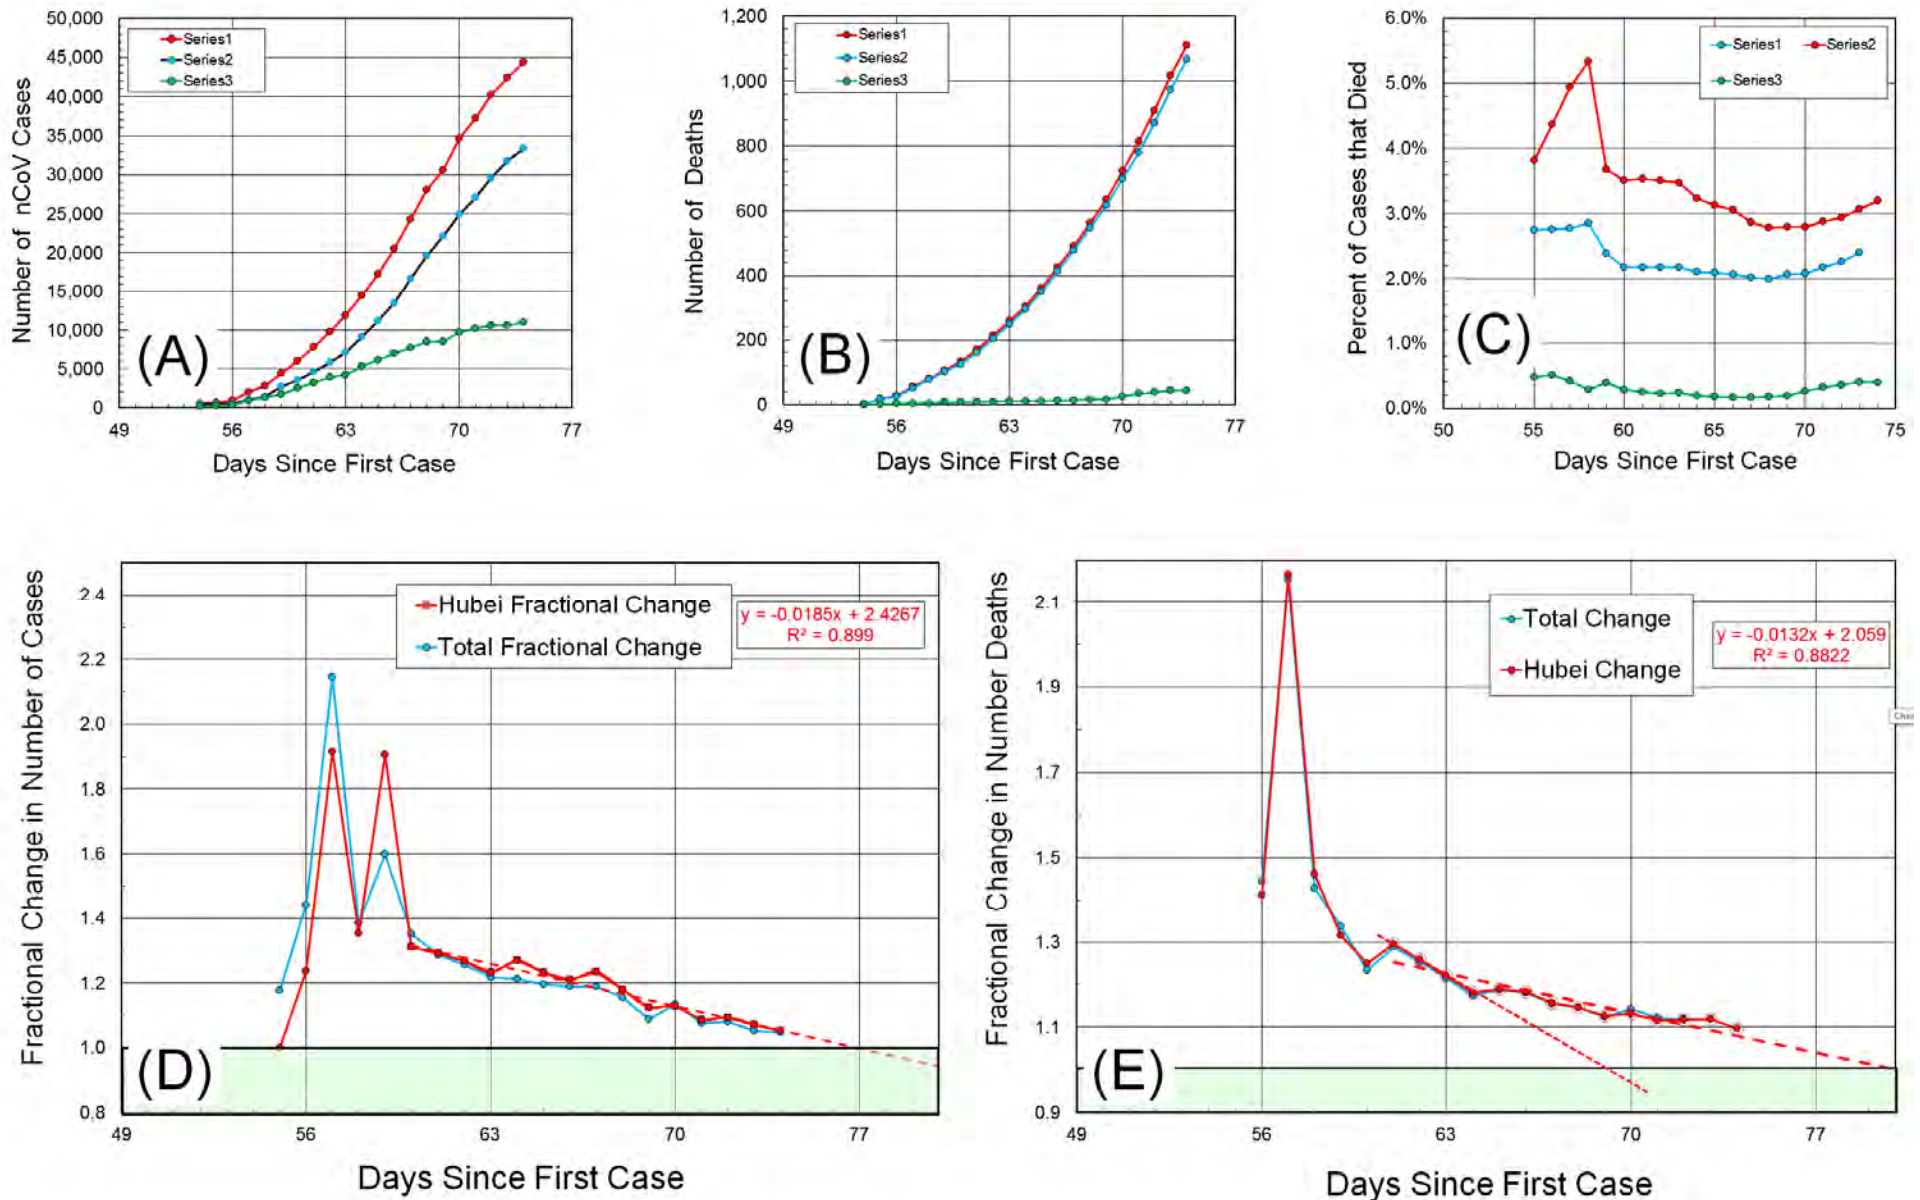 Number of nCoV Cases
50,000
45,000
40,000
35,000
30,000
25,000
20,000
15,000
10,000
5,000
0
Series1
Series2
Series3
(A)
49 56 63 70 77
Days Since First Case
Number of Deaths
1,200
1,000
800
600
400
200
0
Series1
Series2
Series3
(B)
49 56 63 70 77
Days Since First Case
Percent of Cases that Died
6.0%
5.0%
4.0%
3.0%
2.0%
1.0%
0.0%
Series1 Series2
Series3
(C)
50 55 60 65 70 75
Days Since First Case
Fractional Change in Number of Cases
2.4
2.2
2.0
1.8
1.6
1.4
1.2
1.0
0.8
Hubei Fractional Change
Total Fractional Change
y = -0.0185x + 2.4267
R² = 0.899
(D)
49 56 63 70 77
Days Since First Case
Fractional Change in Number Deaths
2.1
1.9
1.7
1.5
1.3
1.1
0.9
Total Change
Hubei Change
y = -0.0132x + 2.059
R² = 0.8822
(E)
49 56 63 70 77
Days Since First Case